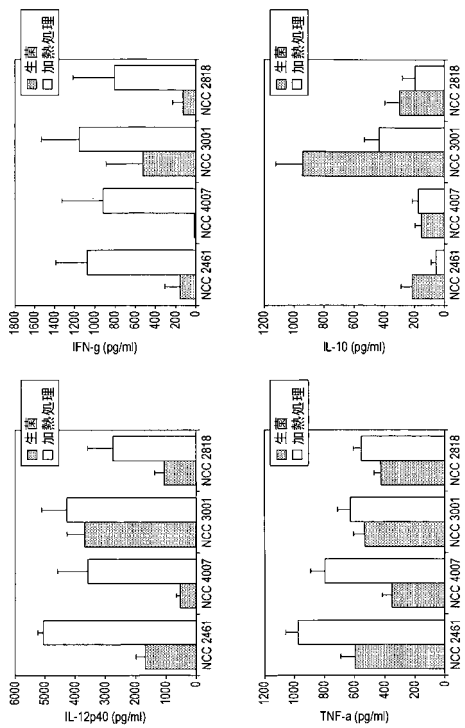 IL-12p40 (pg/ml)
6000
5000
4000
3000
2000
1000
0
生菌
加熱処理
NCC 2461
NCC 4007
NCC 3001
NCC 2818
IFN-g (pg/ml)
1800
1600
1400
1200
1000
800
600
400
200
0
生菌
加熱処理
NCC 2461
NCC 4007
NCC 3001
NCC 2818
TNF-a (pg/ml)
1200
1000
800
600
400
200
0
生菌
加熱処理
NCC 2461
NCC 4007
NCC 3001
NCC 2818
IL-10 (pg/ml)
1200
1000
800
600
400
200
0
生菌
加熱処理
NCC 2461
NCC 4007
NCC 3001
NCC 2818